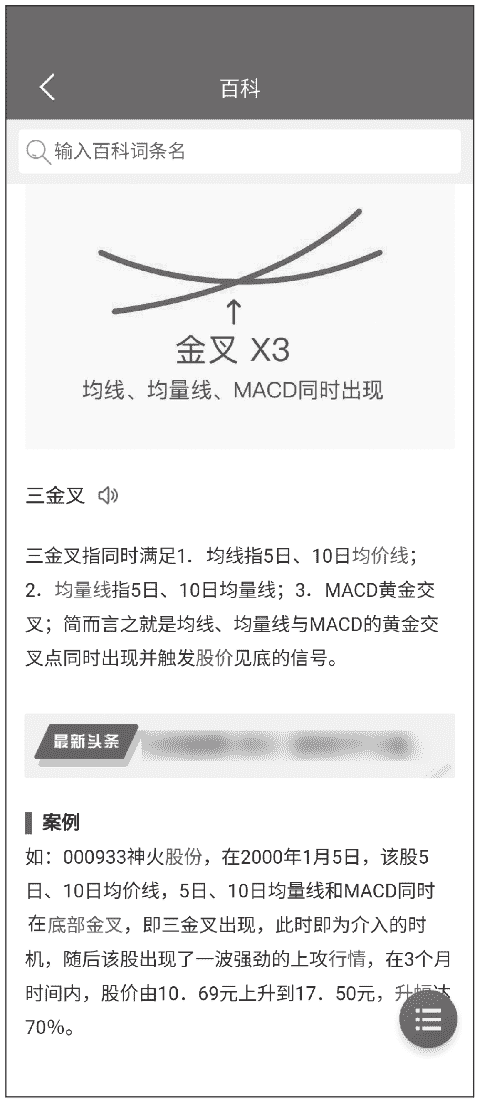 百科
输入百科词条名
金叉 X3
均线、均量线、MACD同时出现
三金叉
三金叉指同时满足1．均线指5日、10日均价线；
2．均量线指5日、10日均量线；3．MACD黄金交
叉；简而言之就是均线、均量线与MACD的黄金交
叉点同时出现并触发股价见底的信号。
最新头条
案例
如：000933神火股份，在2000年1月5日，该股5
日、10日均价线，5日、10日均量线和MACD同时
在底部金叉，即三金叉出现，此时即为介入的时
机，随后该股出现了一波强劲的上攻行情，在3个月
时间内，股价由10．69元上升到17．50元，升幅达
70%。